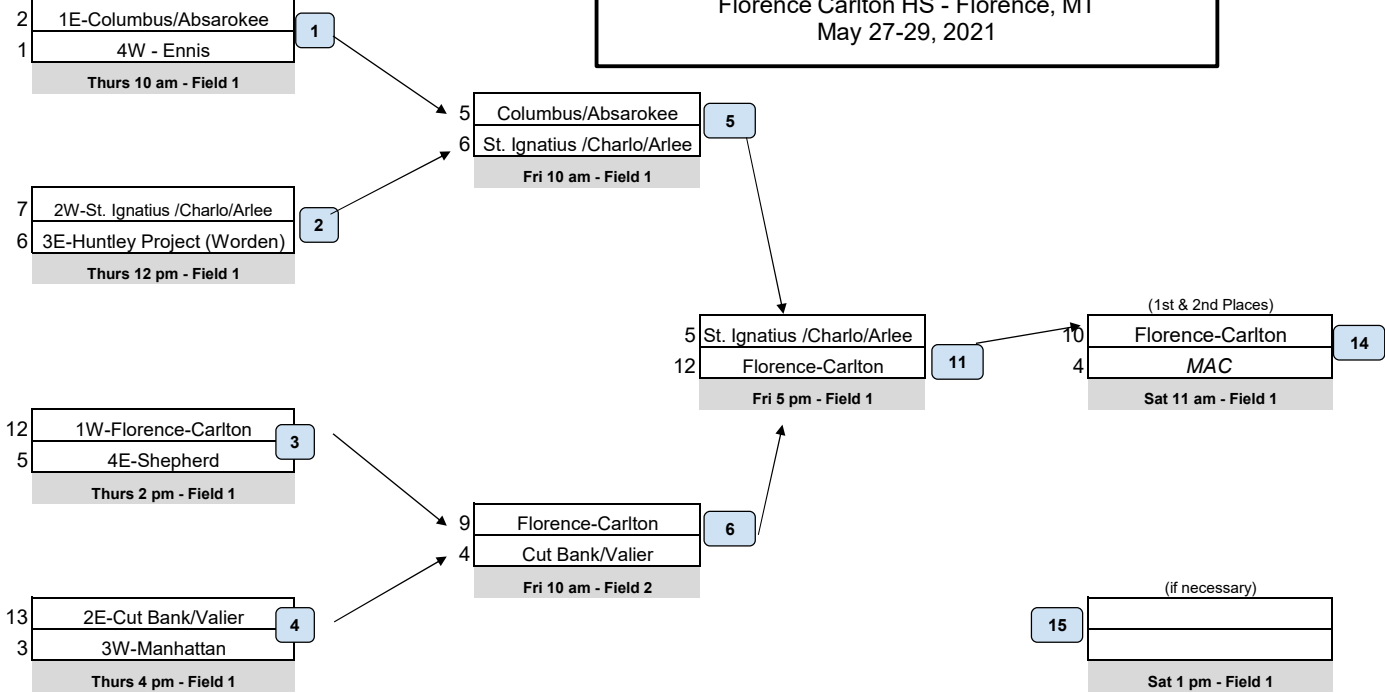 Florence Carlton HS - Florence, MT
May 27-29, 2021
2 1E-Columbus/Absarokee
1
1 4W - Ennis
Thurs 10 am - Field 1
5 Columbus/Absarokee
5
6 St. Ignatius /Charlo/Arlee
Fri 10 am - Field 1
7 2W-St. Ignatius /Charlo/Arlee
2
6 3E-Huntley Project (Worden)
Thurs 12 pm - Field 1
(1st & 2nd Places)
5 St. Ignatius /Charlo/Arlee
12 Florence-Carlton
11
Fri 5 pm - Field 1
10 Florence-Carlton
14
4 MAC
Sat 11 am - Field 1
12 1W-Florence-Carlton
3
5 4E-Shepherd
Thurs 2 pm - Field 1
9 Florence-Carlton
6
4 Cut Bank/Valier
Fri 10 am - Field 2
13 2E-Cut Bank/Valier
4
3 3W-Manhattan
Thurs 4 pm - Field 1
(if necessary)
15
Sat 1 pm - Field 1